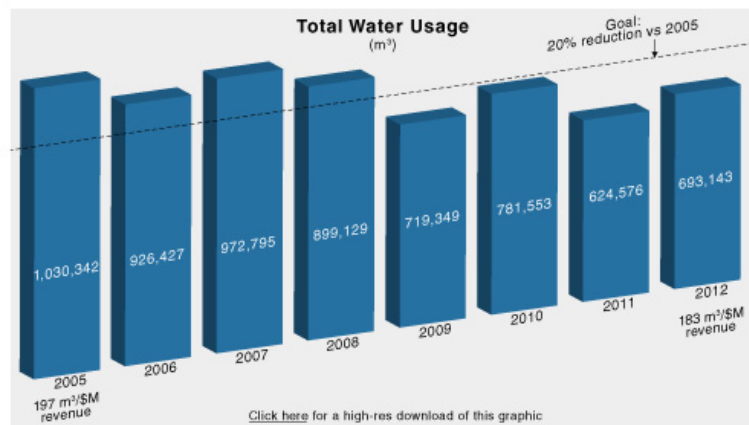 Total Water Usage
(m³)
Goal:
20% reduction vs 2005
1,030,342
926,427
972,795
899,129
719,349
781,553
624,576
693,143
2005
2006
2007
2008
2009
2010
2011
2012
197 m³/$M
revenue
183 m³/$M
revenue
Click here for a high-res download of this graphic